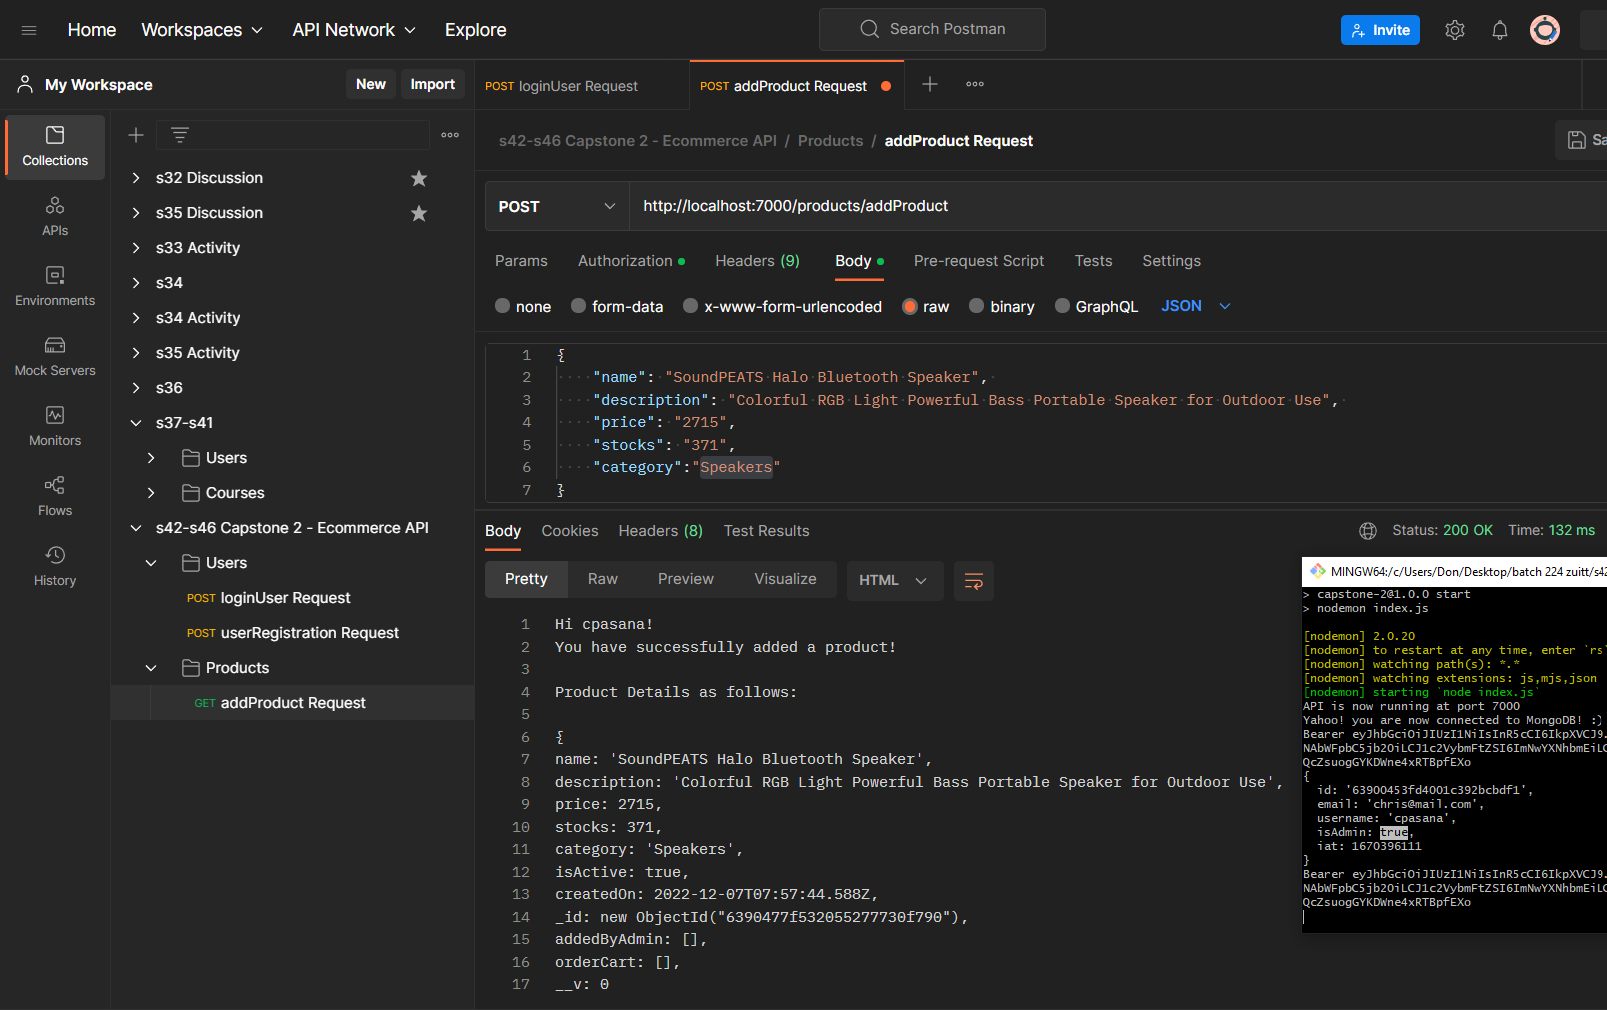 Home Workspaces API Network Explore Search Postman Invite
My Workspace New Import
POST loginUser Request POST addProduct Request
s42-s46 Capstone 2 - Ecommerce API / Products / addProduct Request
Collections
APIs
Environments
Mock Servers
Monitors
Flows
History
s32 Discussion
s35 Discussion
s33 Activity
s34
s34 Activity
s35 Activity
s36
s37-s41
Users
Courses
s42-s46 Capstone 2 - Ecommerce API
Users
POST loginUser Request
POST userRegistration Request
Products
GET addProduct Request
POST http://localhost:7000/products/addProduct
Params Authorization Headers (9) Body Pre-request Script Tests Settings
none form-data x-www-form-urlencoded raw binary GraphQL JSON
1 {
2 "name": "SoundPEATS Halo Bluetooth Speaker",
3 "description": "Colorful RGB Light Powerful Bass Portable Speaker for Outdoor Use",
4 "price": "2715",
5 "stocks": "371",
6 "category":"Speakers"
7 }
Body Cookies Headers (8) Test Results Status: 200 OK Time: 132 ms
Pretty Raw Preview Visualize HTML
1 Hi cpasana!
2 You have successfully added a product!
3
4 Product Details as follows:
5
6 {
7 name: 'SoundPEATS Halo Bluetooth Speaker',
8 description: 'Colorful RGB Light Powerful Bass Portable Speaker for Outdoor Use',
9 price: 2715,
10 stocks: 371,
11 category: 'Speakers',
12 isActive: true,
13 createdOn: 2022-12-07T07:57:44.588Z,
14 _id: new ObjectId("6390477f532055277730f790"),
15 addedByAdmin: [],
16 orderCart: [],
17 __v: 0
MINGW64:/c/Users/Don/Desktop/batch 224 zuitt/s42
> capstone-2@1.0.0 start
> nodemon index.js
[nodemon] 2.0.20
[nodemon] to restart at any time, enter `rs`
[nodemon] watching path(s): *.*
[nodemon] watching extensions: js,mjs,json
[nodemon] starting `node index.js`
API is now running at port 7000
Yahoo! you are now connected to MongoDB! :)
Bearer eyJhbGciOiJIUzI1NiIsInR5cCI6IkpXVCJ9.
NAbWFpbC5jb20iLCJ1c2VybmFtZSI6ImNwYXNhbmEiLC
QcZsuogGYKDWne4xRTBpfEXo
{
id: '63900453fd4001c392bcbdf1',
email: 'chris@mail.com',
username: 'cpasana',
isAdmin: true,
iat: 1670396111
}
Bearer eyJhbGciOiJIUzI1NiIsInR5cCI6IkpXVCJ9.
NAbWFpbC5jb20iLCJ1c2VybmFtZSI6ImNwYXNhbmEiLC
QcZsuogGYKDWne4xRTBpfEXo